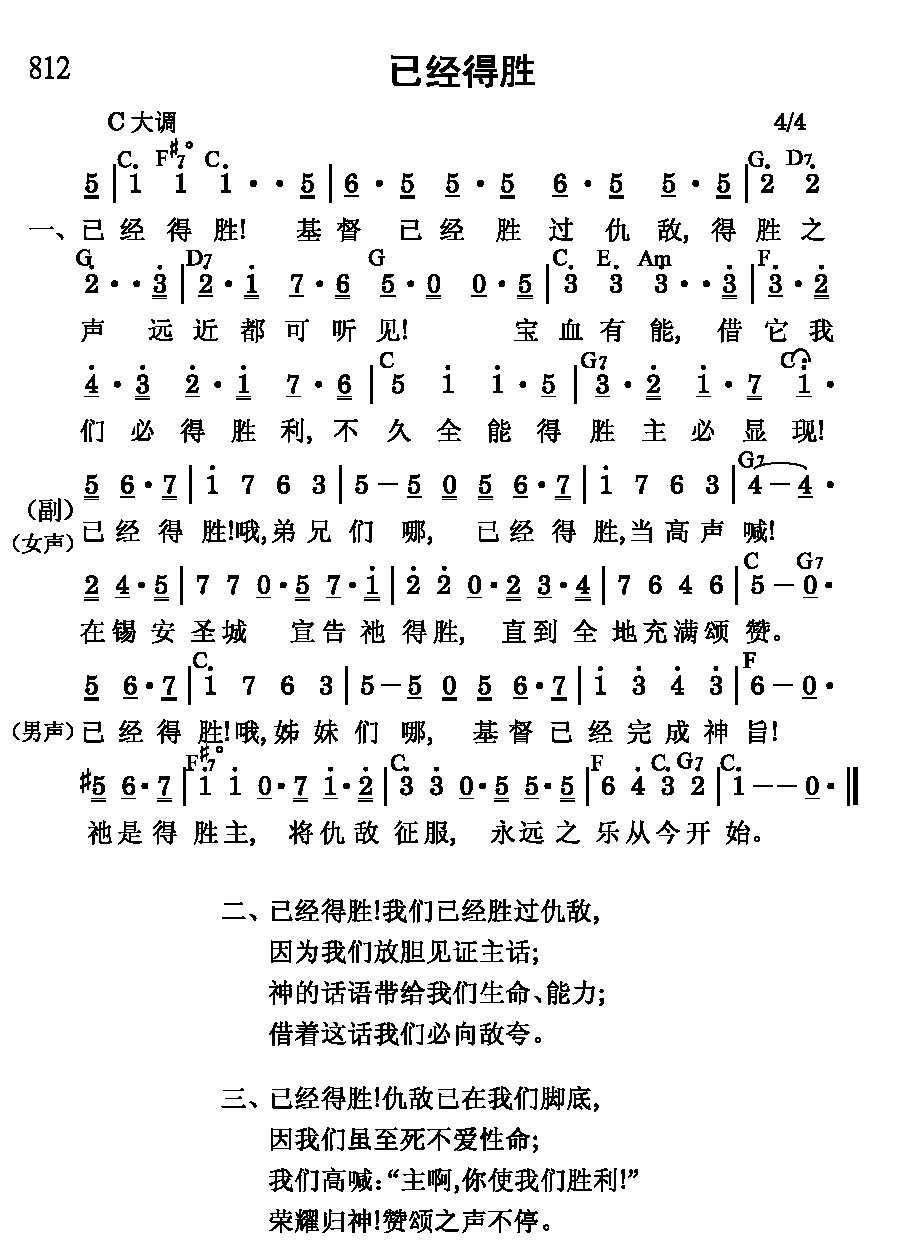 812
已经得胜
C 大调 4/4
C. F♯7° C. G. D7.
5 | 1 1 1 · · 5 | 6 · 5 5 · 5 6 · 5 5 · 5 | 2 2
一、已 经 得 胜! 基 督 已 经 胜 过 仇 敌, 得 胜 之
G D7 G C. E. Am F.
2 · · 3 | 2 · 1 7 · 6 5 · 0 0 · 5 | 3 3 3 · · 3 | 3 · 2
声 远 近 都 可 听 见! 宝 血 有 能, 借 它 我
C G7 C
4 · 3 2 · 1 7 · 6 | 5 1 1 · 5 | 3 · 2 1 · 7 1 ·
们 必 得 胜 利, 不 久 全 能 得 胜 主 必 显 现!
G7
5 6 · 7 | 1 7 6 3 | 5 – 5 0 5 6 · 7 | 1 7 6 3 | 4 – 4 ·
(副)
(女声) 已 经 得 胜!哦,弟 兄 们 哪, 已 经 得 胜,当 高 声 喊!
C G7
2 4 · 5 | 7 7 0 · 5 7 · 1 | 2 2 0 · 2 3 · 4 | 7 6 4 6 | 5 – 0 ·
在 锡 安 圣 城 宣 告 祂 得 胜, 直 到 全 地 充 满 颂 赞。
C. F
5 6 · 7 | 1 7 6 3 | 5 – 5 0 5 6 · 7 | 1 3 4 3 | 6 – 0 ·
(男声) 已 经 得 胜!哦,姊 妹 们 哪, 基 督 已 经 完 成 神 旨!
F♯7° C. F C. G7 C.
♯5 6 · 7 | 1 1 0 · 7 1 · 2 | 3 3 0 · 5 5 · 5 | 6 4 3 2 | 1 – – 0 · ‖
祂 是 得 胜 主, 将 仇 敌 征 服, 永 远 之 乐 从 今 开 始。
二、已经得胜!我们已经胜过仇敌,
因为我们放胆见证主话;
神的话语带给我们生命、能力;
借着这话我们必向敌夸。
三、已经得胜!仇敌已在我们脚底,
因我们虽至死不爱性命;
我们高喊:“主啊,你使我们胜利!”
荣耀归神!赞颂之声不停。